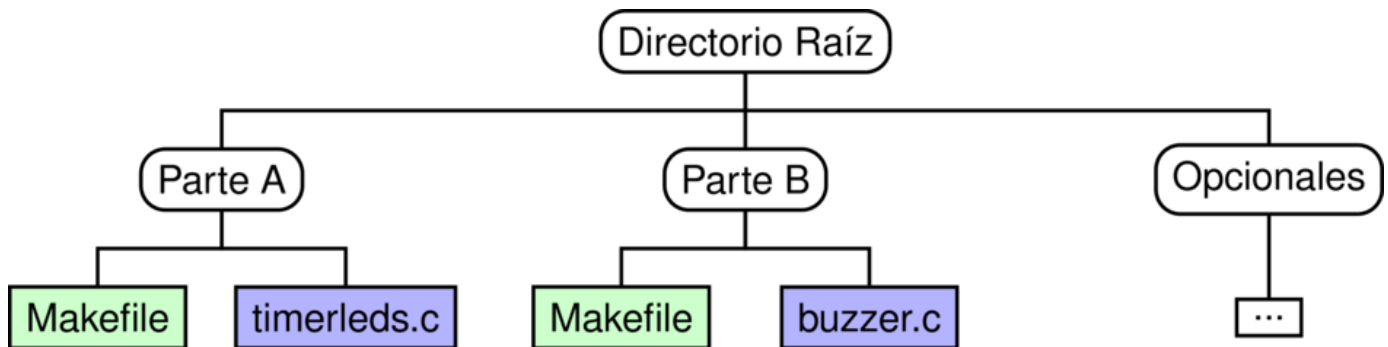 Directorio Raíz
Parte A
Parte B
Opcionales
Makefile
timerleds.c
Makefile
buzzer.c
...